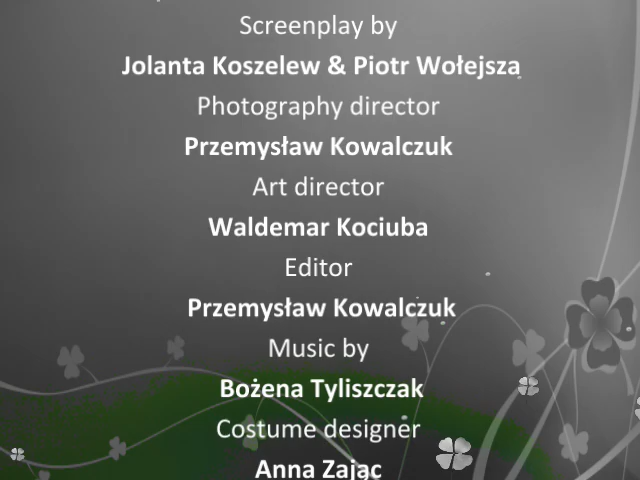 Screenplay by
Jolanta Koszelew & Piotr Wołejsza
Photography director
Przemysław Kowalczuk
Art director
Waldemar Kociuba
Editor
Przemysław Kowalczuk
Music by
Bożena Tyliszczak
Costume designer
Anna Zając